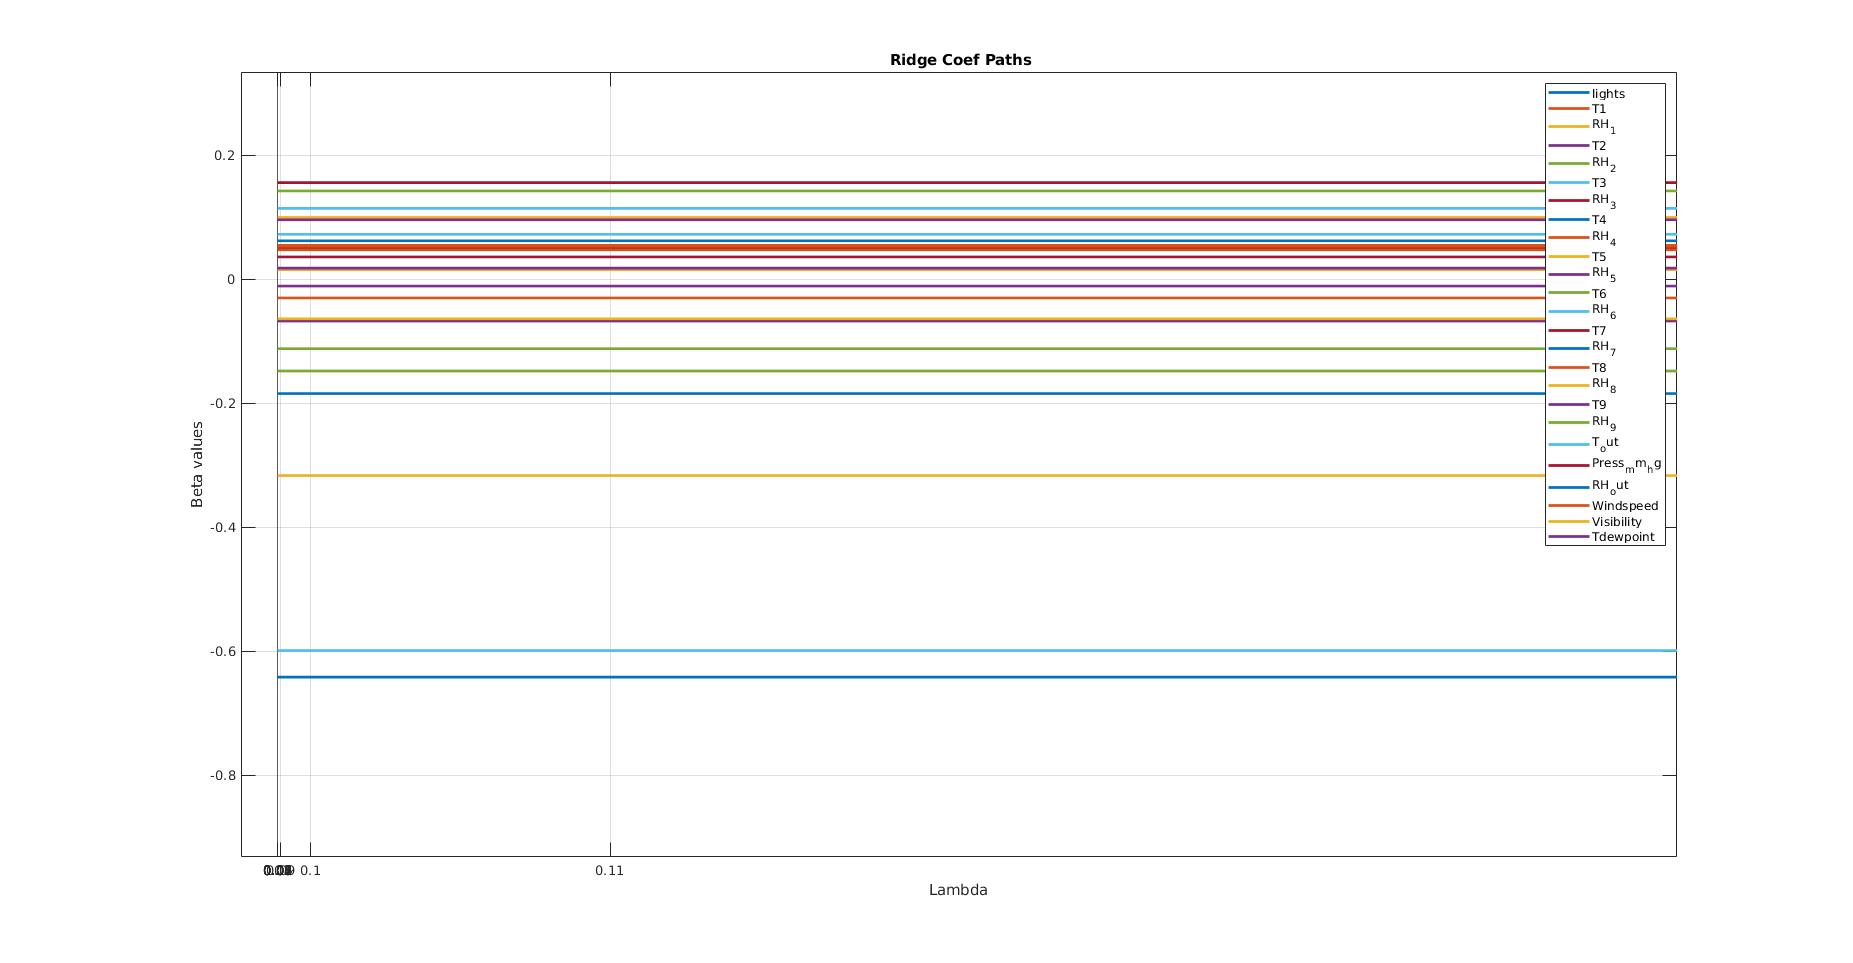 Ridge Coef Paths
0.2
0
-0.2
-0.4
-0.6
-0.8
Beta values
0.1
0.11
Lambda
lights
T1
RH1
T2
RH2
T3
RH3
T4
RH4
T5
RH5
T6
RH6
T7
RH7
T8
RH8
T9
RH9
Tout
Pressmmhg
RHout
Windspeed
Visibility
Tdewpoint